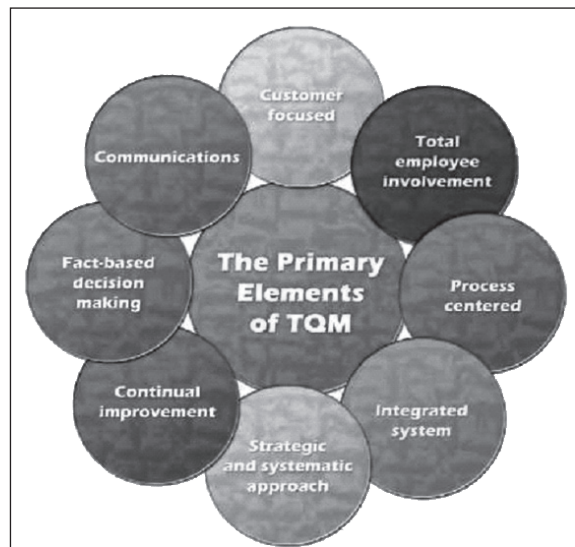 Customer
focused
Total
employee
involvement
Process
centered
Integrated
system
Strategic
and systematic
approach
Continual
improvement
Fact-based
decision
making
Communications
The Primary
Elements
of TQM